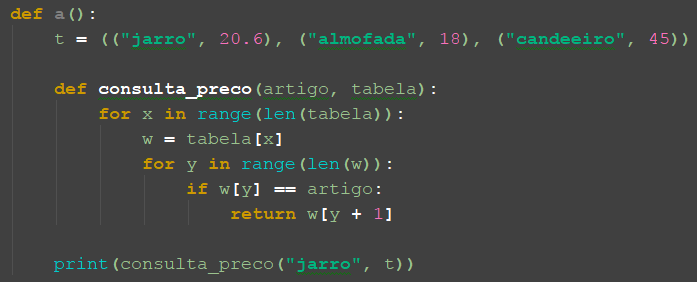 def a():
    t = (("jarro", 20.6), ("almofada", 18), ("candeeiro", 45))

    def consulta_preco(artigo, tabela):
        for x in range(len(tabela)):
            w = tabela[x]
            for y in range(len(w)):
                if w[y] == artigo:
                    return w[y + 1]

    print(consulta_preco("jarro", t))